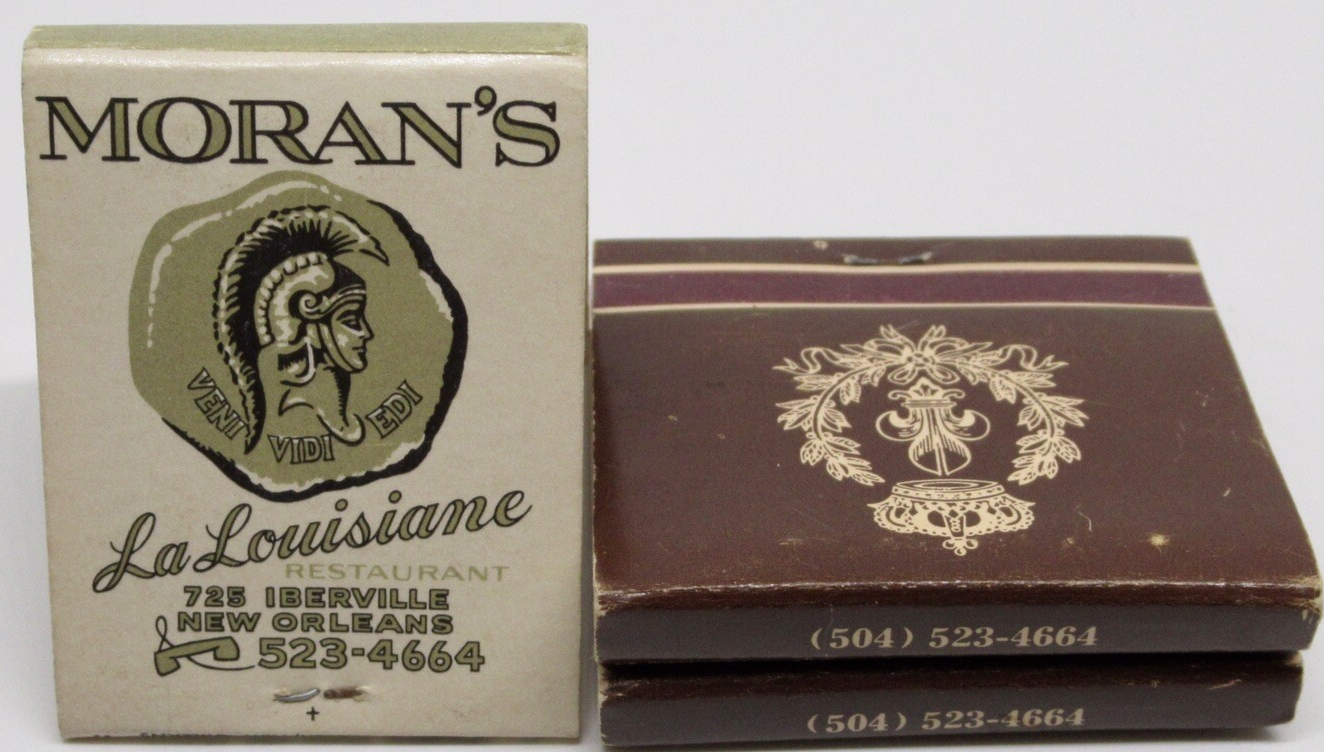 MORAN'S
VENI VIDI EDI
La Louisiane
RESTAURANT
725 IBERVILLE
NEW ORLEANS
523-4664
(504) 523-4664
(504) 523-4664